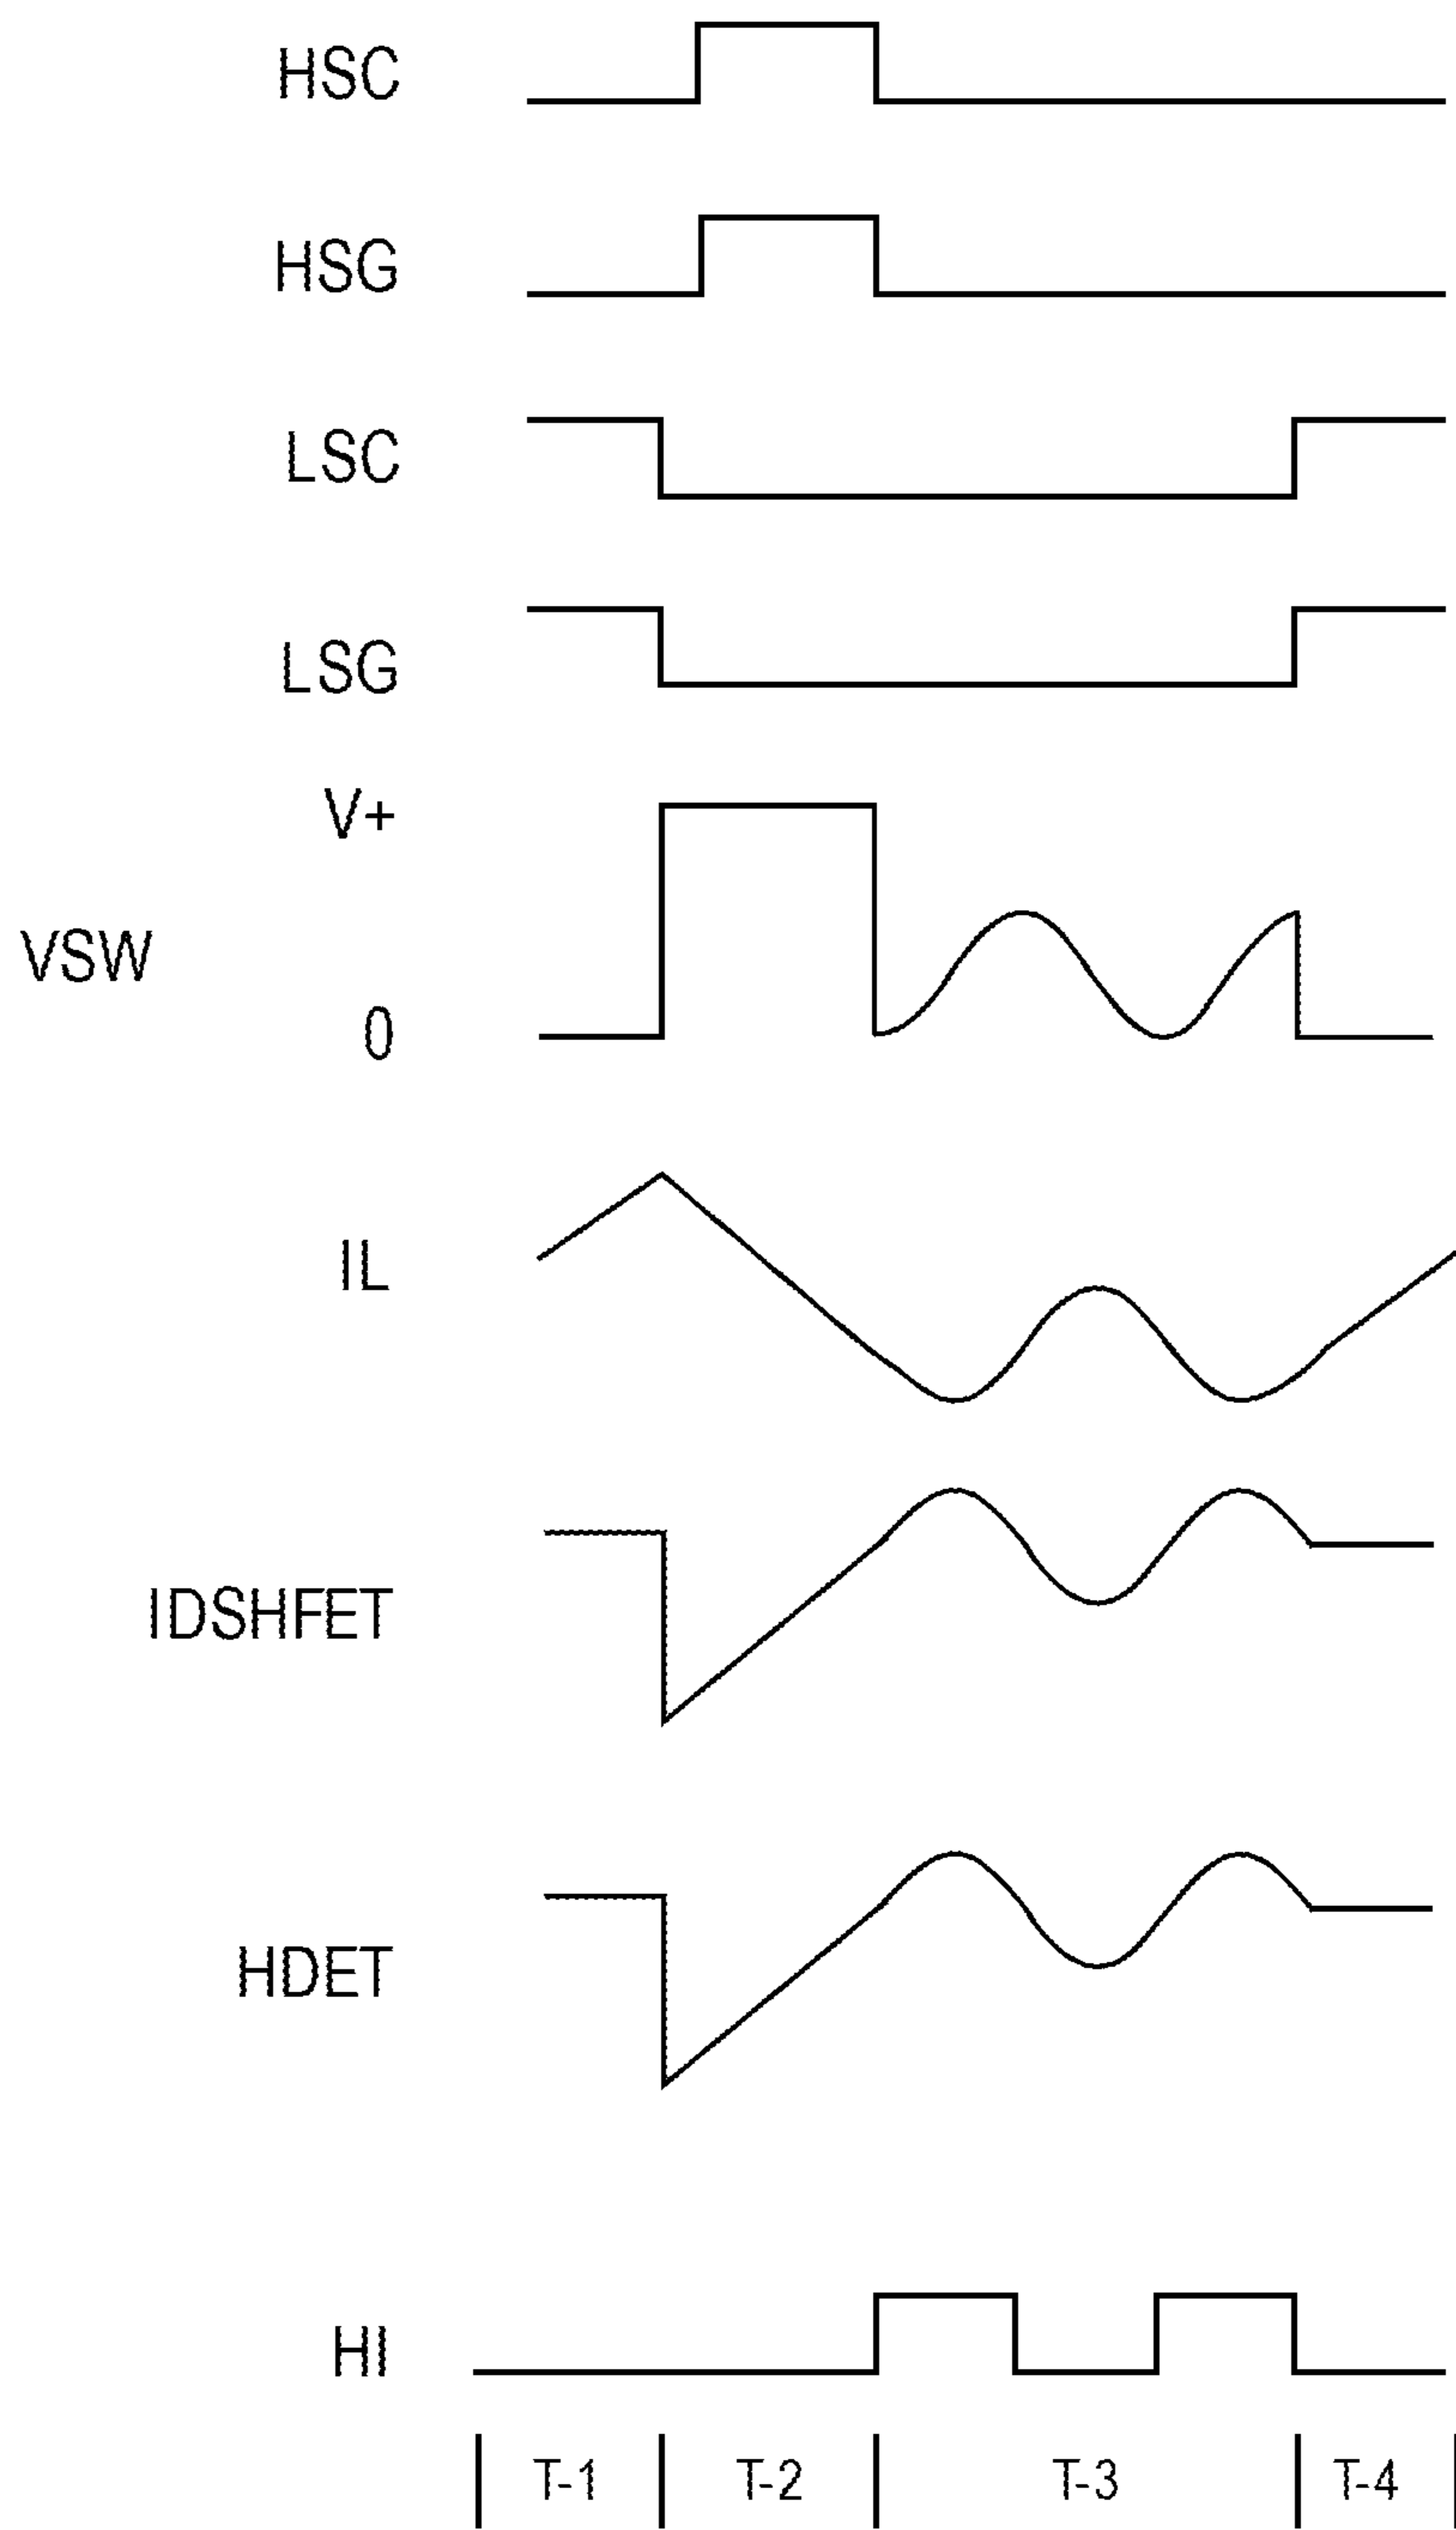 HSC
HSG
LSC
LSG
V+
VSW
0
IL
IDSHFET
HDET
HI
T-1 T-2 T-3 T-4